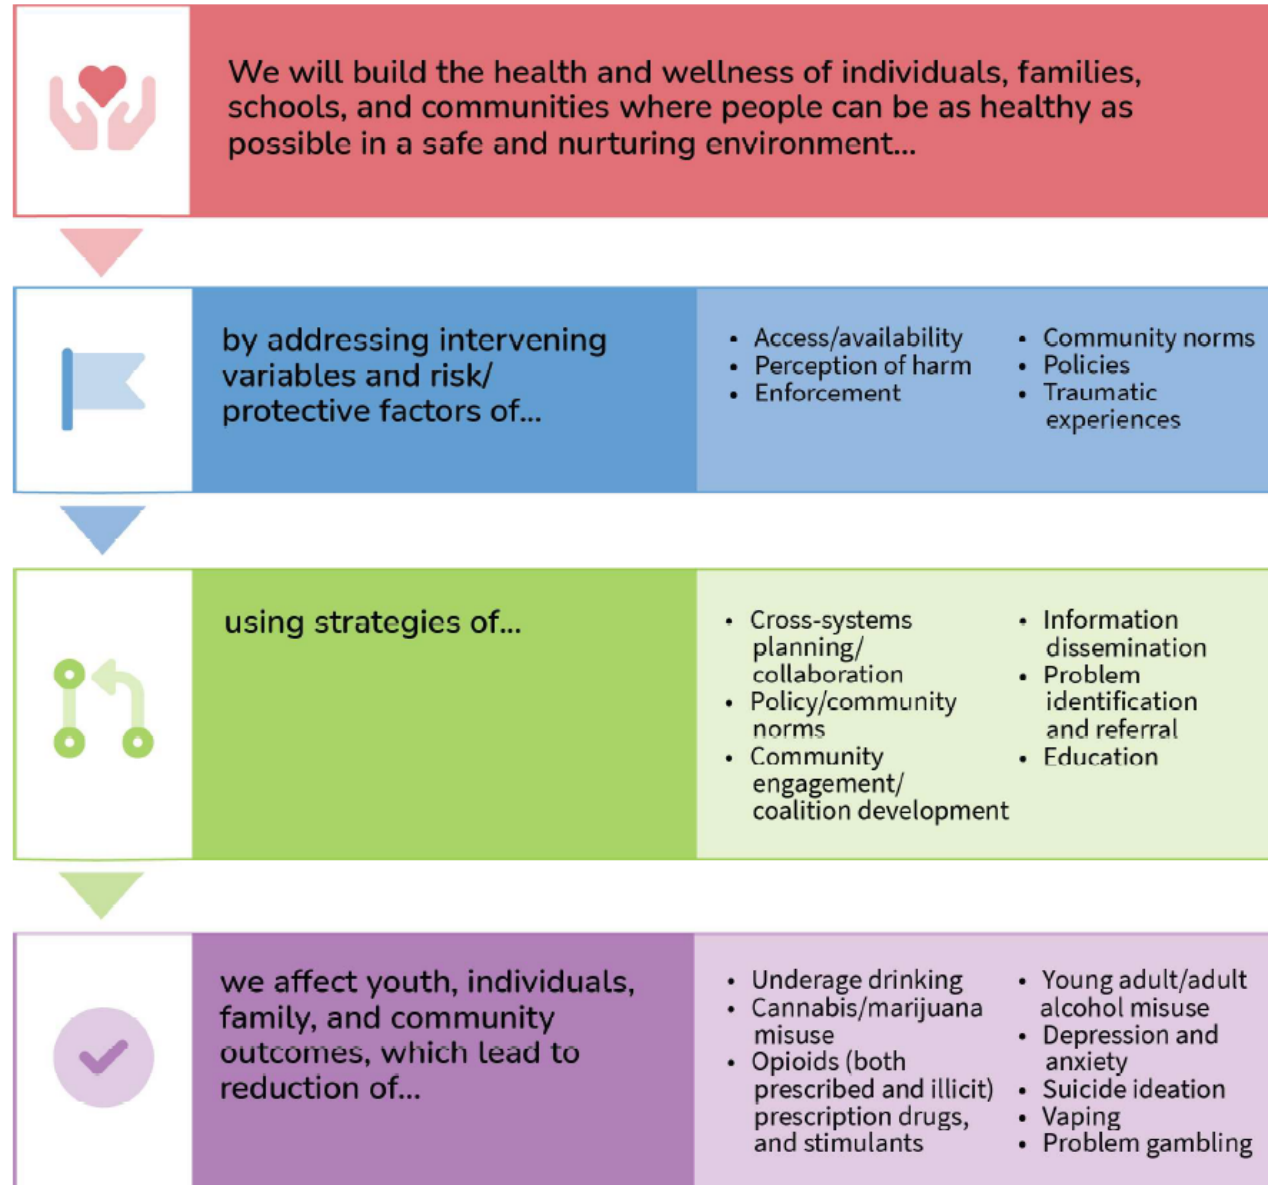 We will build the health and wellness of individuals, families,
schools, and communities where people can be as healthy as
possible in a safe and nurturing environment...
by addressing intervening
variables and risk/
protective factors of...
• Access/availability
• Perception of harm
• Enforcement
• Community norms
• Policies
• Traumatic
experiences
using strategies of...
• Cross-systems
planning/
collaboration
• Policy/community
norms
• Community
engagement/
coalition development
• Information
dissemination
• Problem
identification
and referral
• Education
we affect youth, individuals,
family, and community
outcomes, which lead to
reduction of...
• Underage drinking
• Cannabis/marijuana
misuse
• Opioids (both
prescribed and illicit)
prescription drugs,
and stimulants
• Young adult/adult
alcohol misuse
• Depression and
anxiety
• Suicide ideation
• Vaping
• Problem gambling